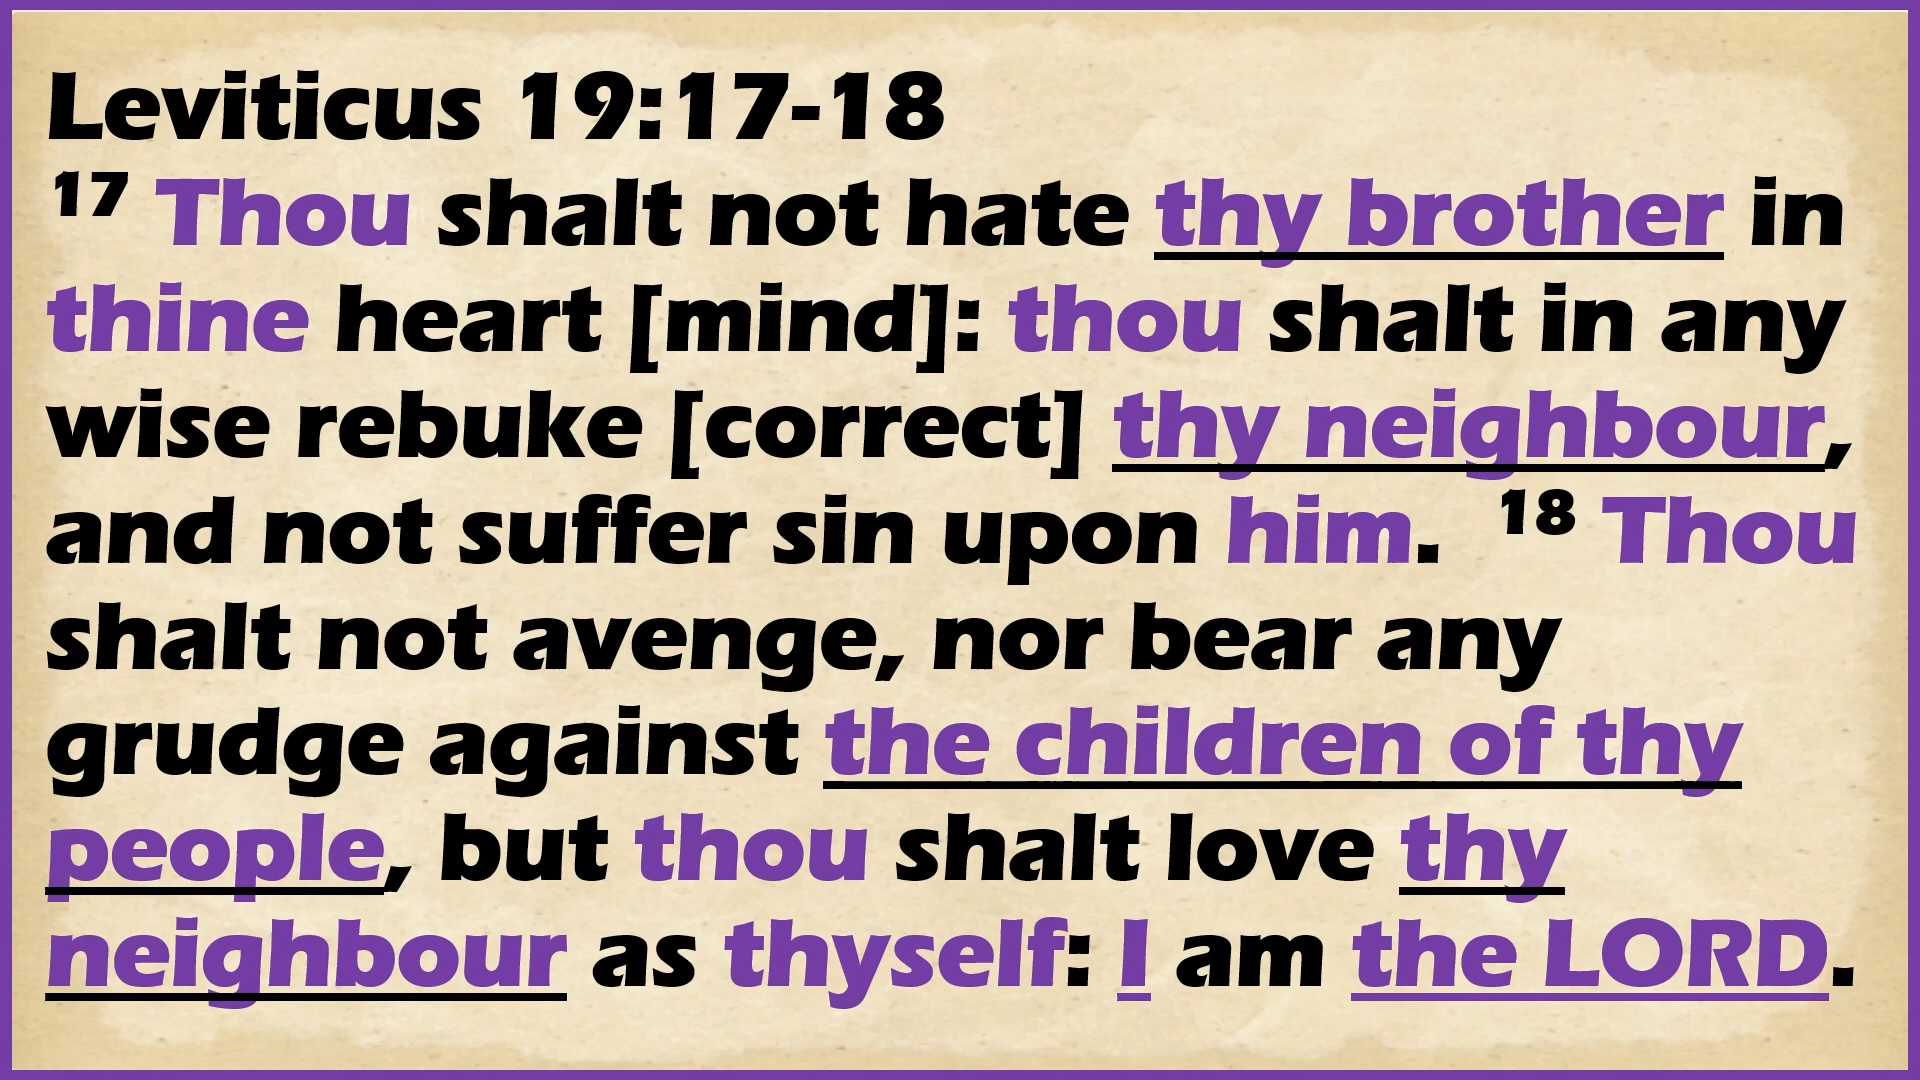 Leviticus 19:17-18
17 Thou shalt not hate thy brother in
thine heart [mind]: thou shalt in any
wise rebuke [correct] thy neighbour,
and not suffer sin upon him. 18 Thou
shalt not avenge, nor bear any
grudge against the children of thy
people, but thou shalt love thy
neighbour as thyself: I am the LORD.